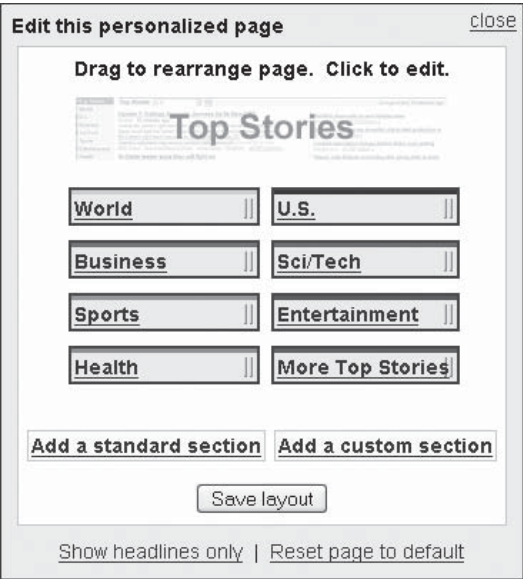 Edit this personalized page close
Drag to rearrange page. Click to edit.
Top Stories
World U.S.
Business Sci/Tech
Sports Entertainment
Health More Top Stories
Add a standard section Add a custom section
Save layout
Show headlines only | Reset page to default